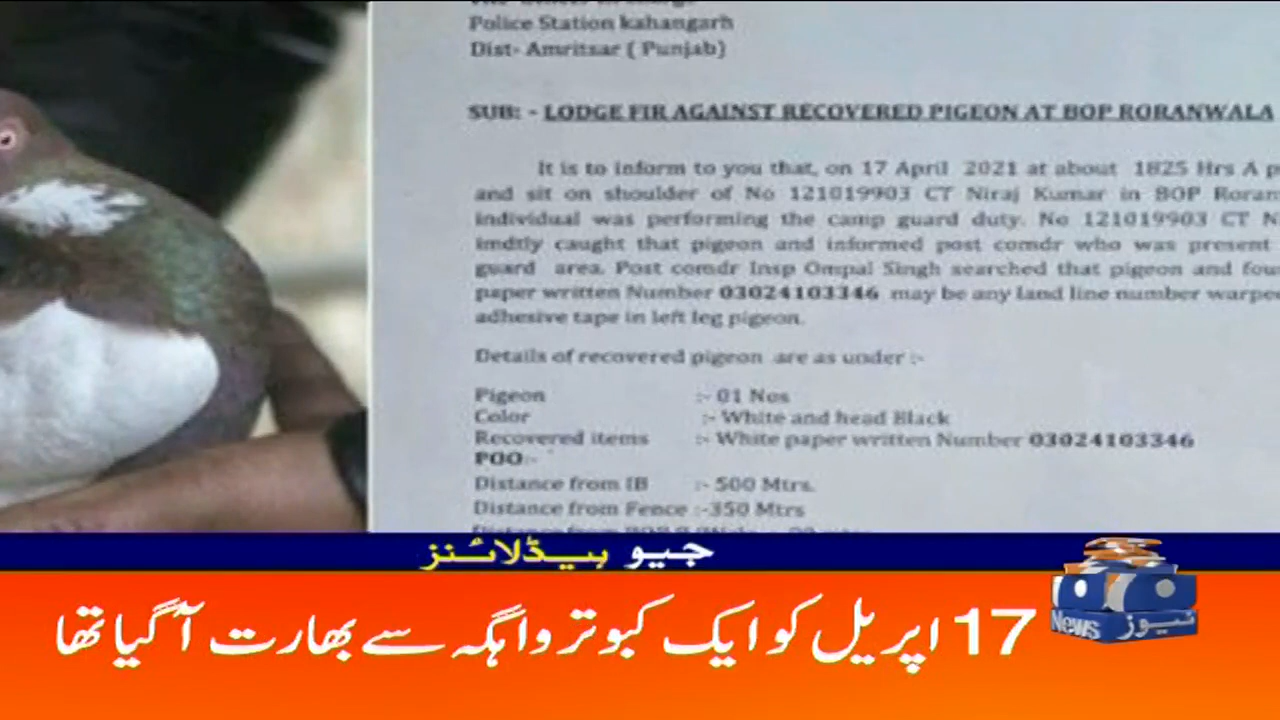 Police Station kahangarh
Dist- Amritsar ( Punjab)
SUB: - LODGE FIR AGAINST RECOVERED PIGEON AT BOP RORANWALA
It is to inform to you that, on 17 April 2021 at about 1825 Hrs A p
and sit on shoulder of No 121019903 CT Niraj Kumar in BOP Roran
individual was performing the camp guard duty. No 121019903 CT N
imdtly caught that pigeon and informed post comdr who was present
guard area. Post comdr Insp Ompal Singh searched that pigeon and fou
paper written Number 03024103346 may be any land line number warpe
adhesive tape in left leg pigeon.
Details of recovered pigeon are as under :-
Pigeon :- 01 Nos
Color :- White and head Black
Recovered items :- White paper written Number 03024103346
POO:-
Distance from IB :- 500 Mtrs.
Distance from Fence :-350 Mtrs
جیو ہیڈلائنز
17 اپریل کو ایک کبوتر واہگہ سے بھارت آگیا تھا
News نیوز